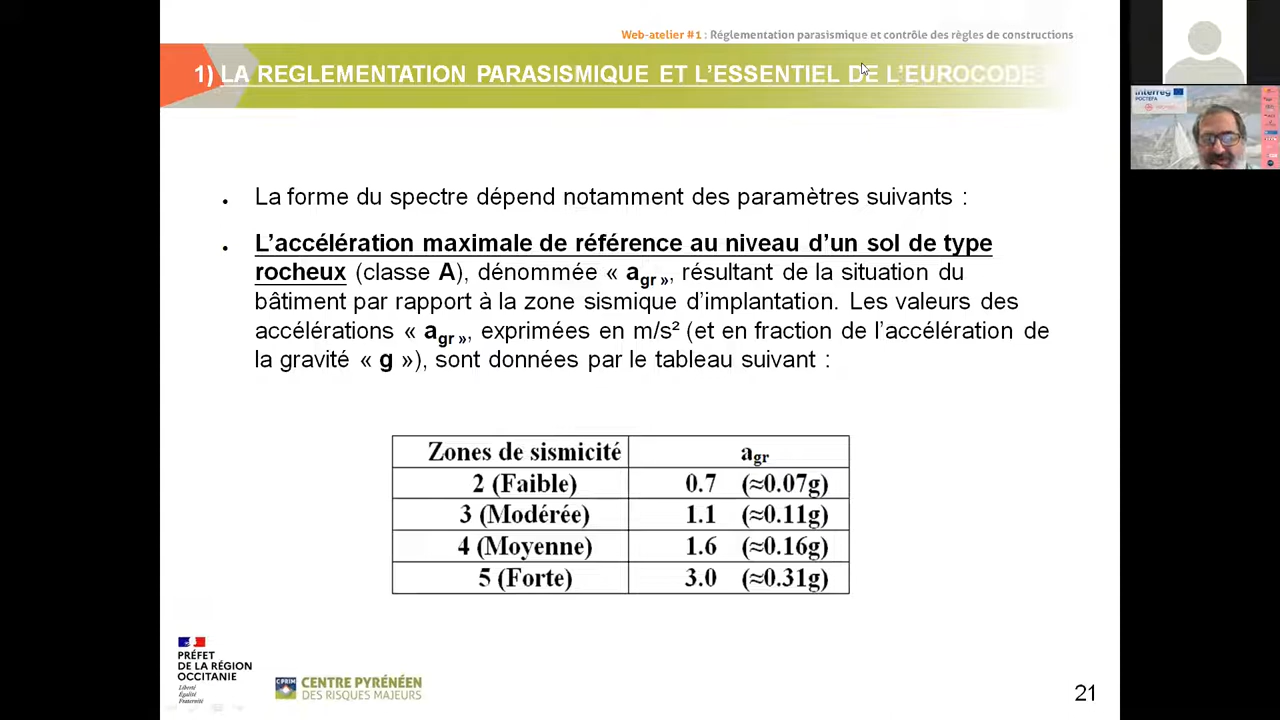 Web-atelier #1 : Réglementation parasismique et contrôle des règles de constructions
1) LA REGLEMENTATION PARASISMIQUE ET L’ESSENTIEL DE L’EUROCODE
interreg
POCTEFA
La forme du spectre dépend notamment des paramètres suivants :
L’accélération maximale de référence au niveau d’un sol de type
rocheux (classe A), dénommée « agr », résultant de la situation du
bâtiment par rapport à la zone sismique d’implantation. Les valeurs des
accélérations « agr », exprimées en m/s² (et en fraction de l’accélération de
la gravité « g »), sont données par le tableau suivant :
Zones de sismicité agr
2 (Faible) 0.7 (≈0.07g)
3 (Modérée) 1.1 (≈0.11g)
4 (Moyenne) 1.6 (≈0.16g)
5 (Forte) 3.0 (≈0.31g)
PRÉFET
DE LA RÉGION
OCCITANIE
Liberté
Égalité
Fraternité
CPRIM
CENTRE PYRÉNÉEN
DES RISQUES MAJEURS
21